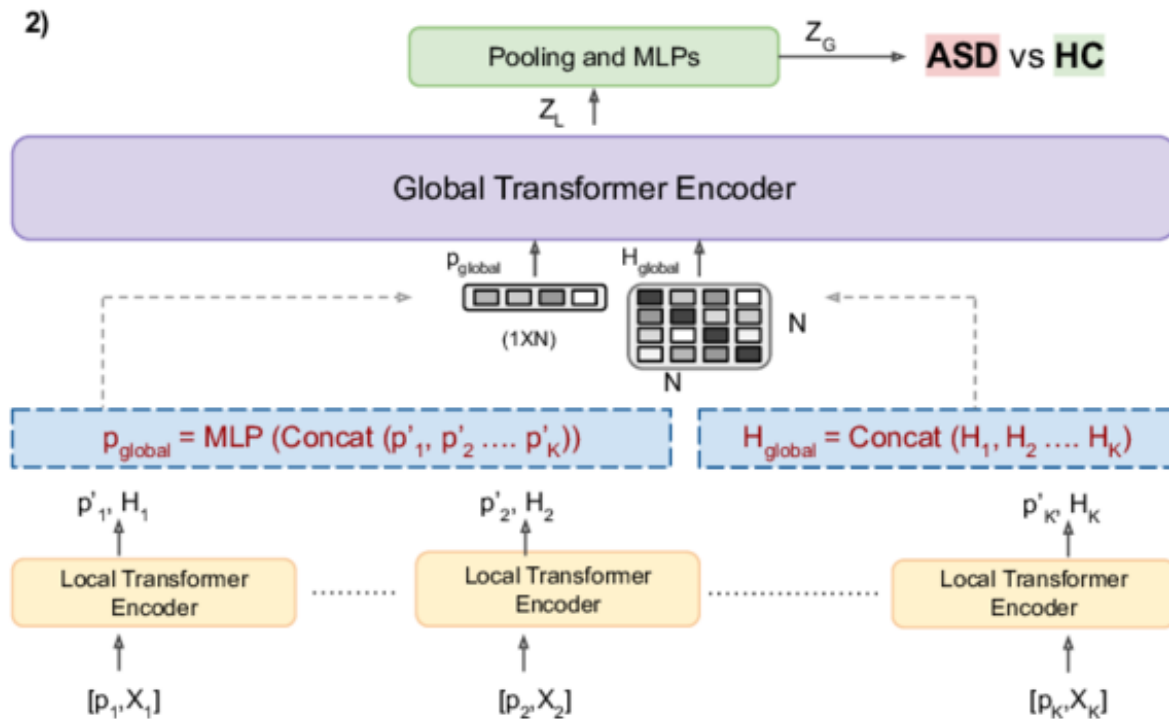 2)
Pooling and MLPs
Z_G
ASD vs HC
Z_L
Global Transformer Encoder
p_global
H_global
(1XN)
N
N
p_global = MLP (Concat (p'_1, p'_2 .... p'_K))
H_global = Concat (H_1, H_2 .... H_K)
p'_1, H_1
p'_2, H_2
p'_K, H_K
Local Transformer
Encoder
Local Transformer
Encoder
Local Transformer
Encoder
[p_1,X_1]
[p_2,X_2]
[p_K,X_K]